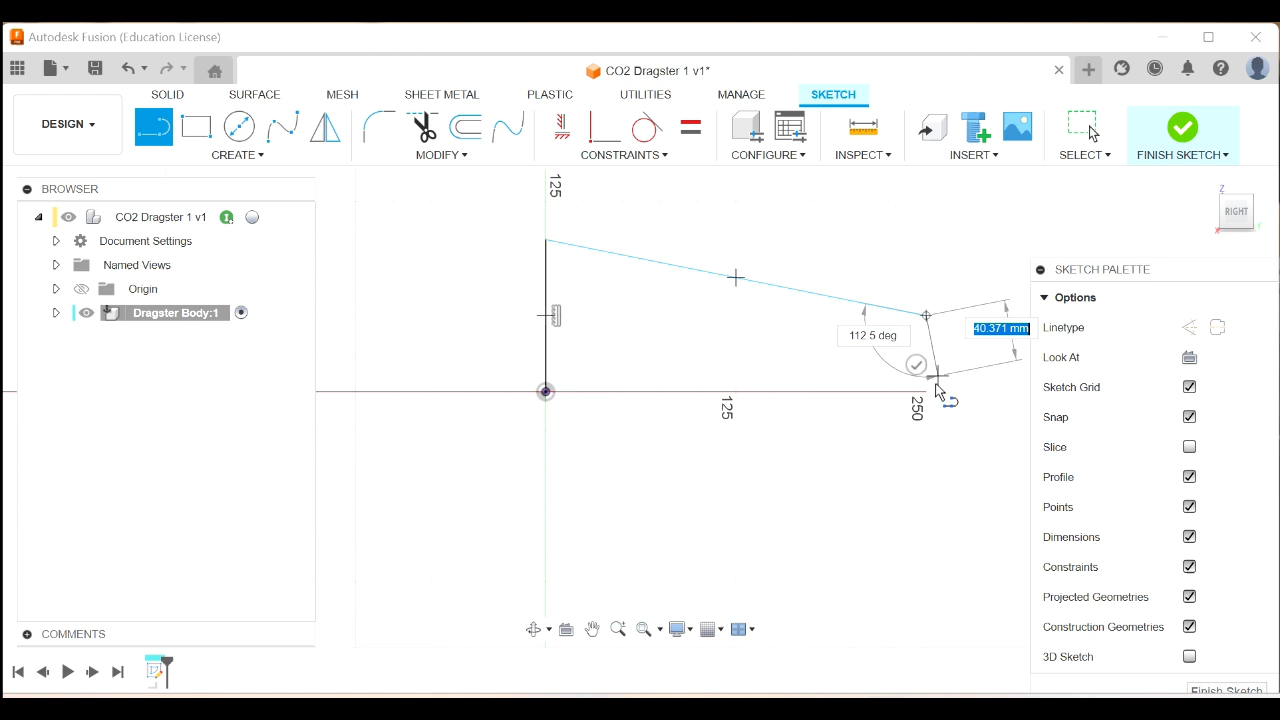 Autodesk Fusion (Education License)
CO2 Dragster 1 v1*
SOLID SURFACE MESH SHEET METAL PLASTIC UTILITIES MANAGE SKETCH
DESIGN
CREATE MODIFY CONSTRAINTS CONFIGURE INSPECT INSERT SELECT FINISH SKETCH
BROWSER
CO2 Dragster 1 v1
Document Settings
Named Views
Origin
Dragster Body:1
125
Z
RIGHT
X
Y
112.5 deg
40.371 mm
125
250
SKETCH PALETTE
Options
Linetype
Look At
Sketch Grid
Snap
Slice
Profile
Points
Dimensions
Constraints
Projected Geometries
Construction Geometries
3D Sketch
Finish Sketch
COMMENTS